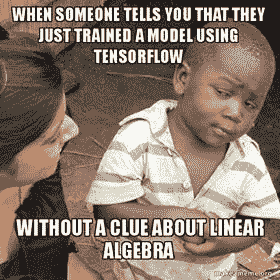 WHEN SOMEONE TELLS YOU THAT THEY
JUST TRAINED A MODEL USING
TENSORFLOW
WITHOUT A CLUE ABOUT LINEAR
ALGEBRA